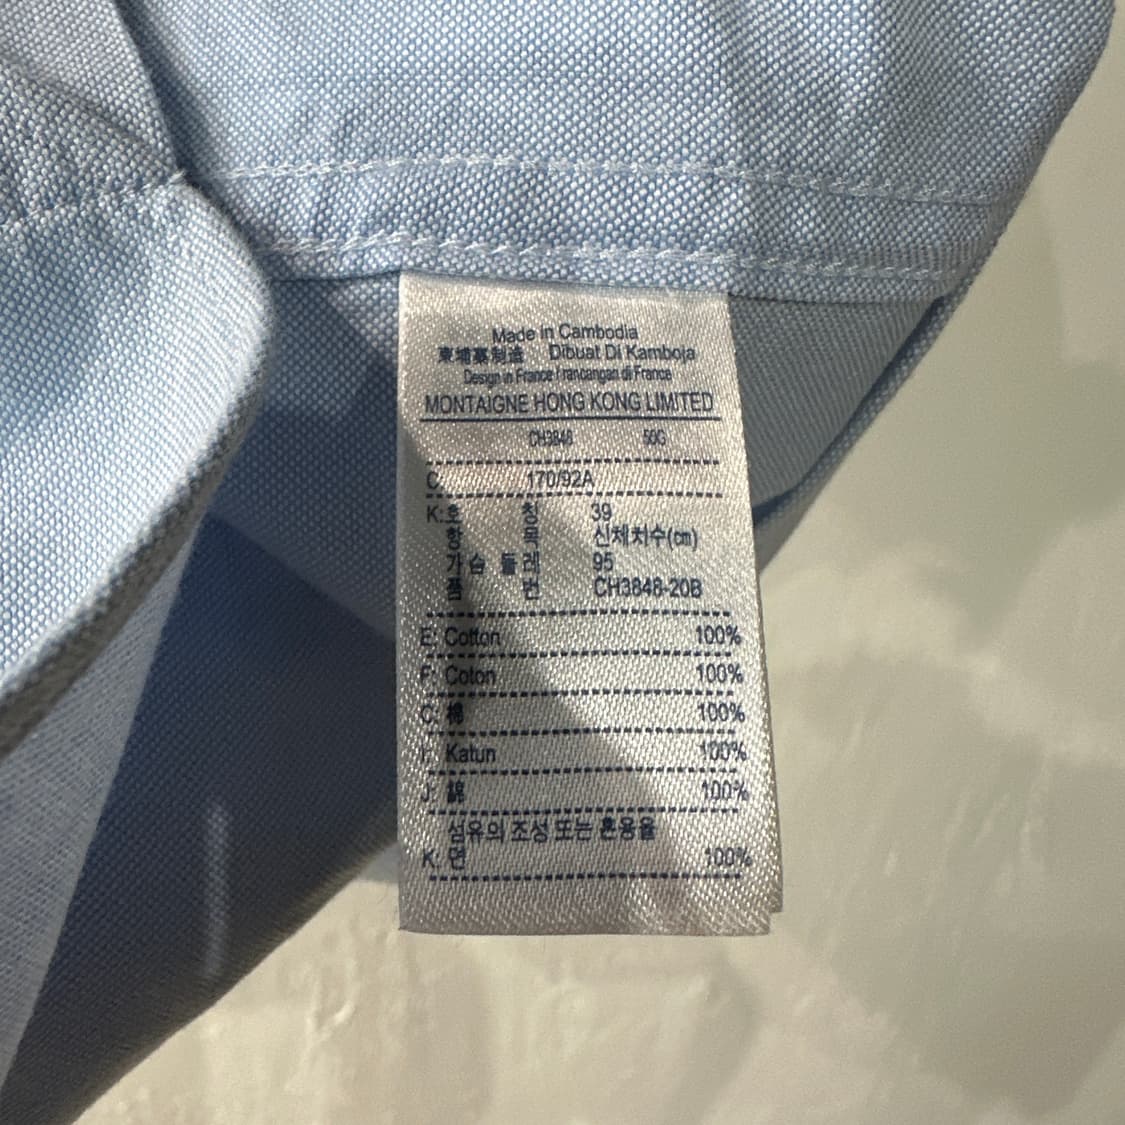 Made in Cambodia
柬埔寨制造 Dibuat Di Kamboja
Design in France / rancangan di France
MONTAIGNE HONG KONG LIMITED
CH3848 50G
C: 170/92A
K:호 칭 39
항 목 신체치수(cm)
가슴 둘레 95
품 번 CH3848-20B
E: Cotton 100%
F: Coton 100%
C: 棉 100%
I: Katun 100%
J: 綿 100%
섬유의 조성 또는 혼용율
K: 면 100%